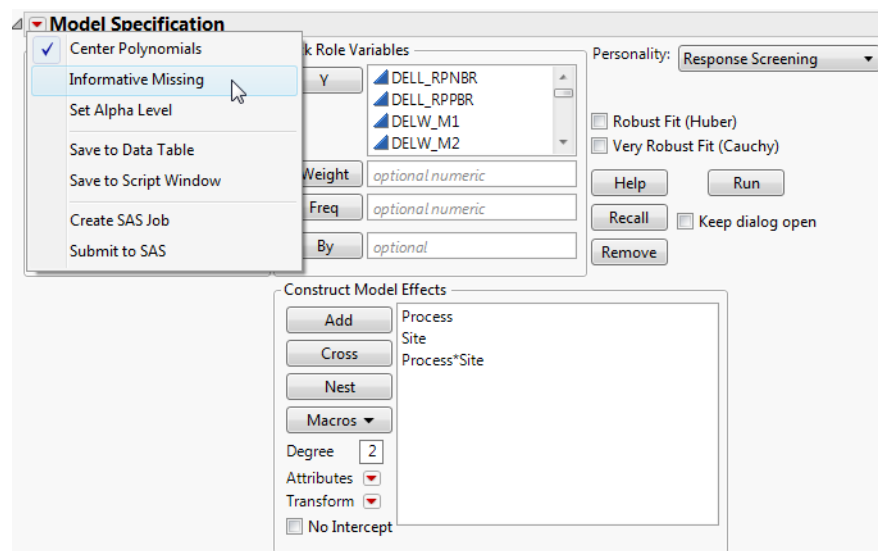 Model Specification
Center Polynomials
Informative Missing
Set Alpha Level
Save to Data Table
Save to Script Window
Create SAS Job
Submit to SAS
k Role Variables
Y
DELL_RPNBR
DELL_RPPBR
DELW_M1
DELW_M2
Weight optional numeric
Freq optional numeric
By optional
Personality: Response Screening
Robust Fit (Huber)
Very Robust Fit (Cauchy)
Help Run
Recall Keep dialog open
Remove
Construct Model Effects
Add
Cross
Nest
Macros
Degree 2
Attributes
Transform
No Intercept
Process
Site
Process*Site